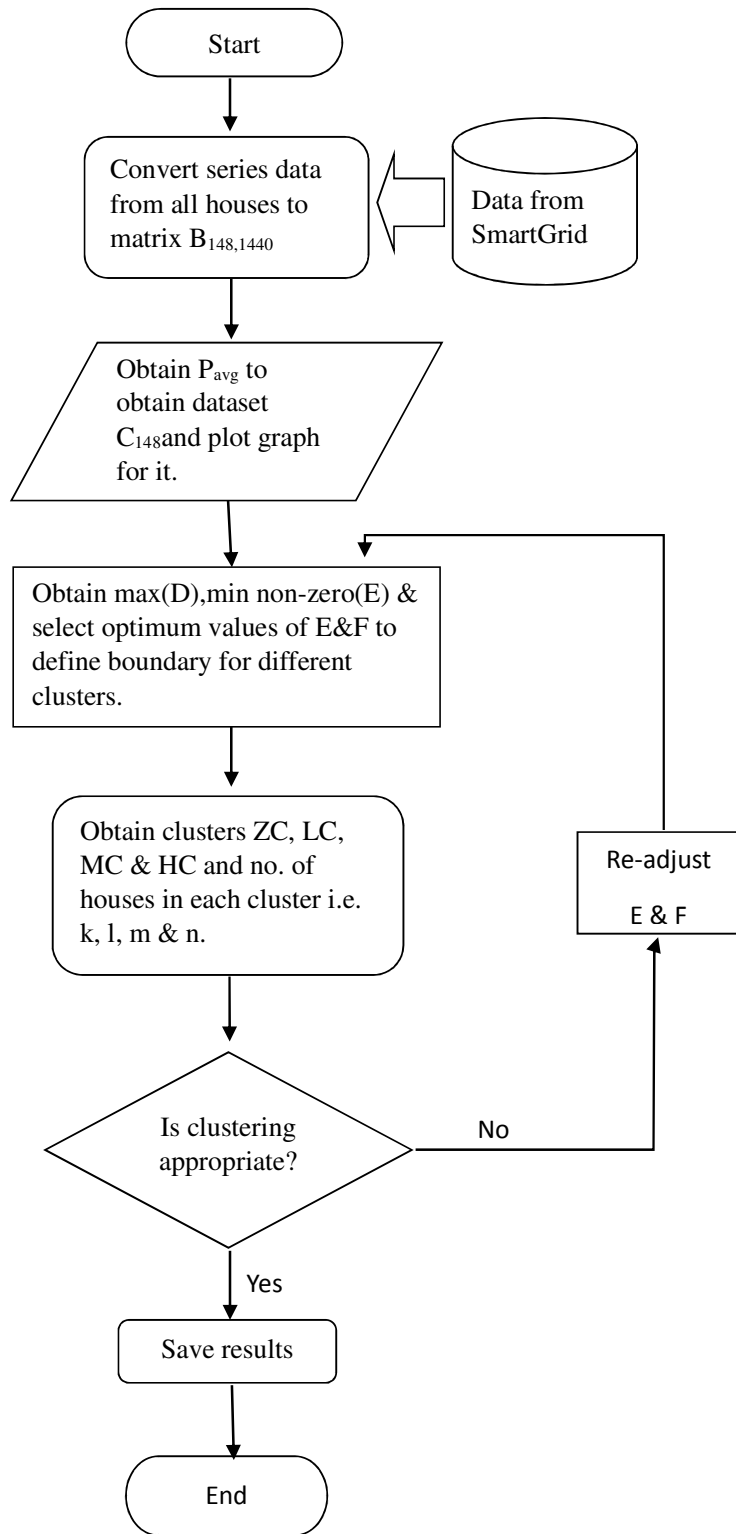 Start
Convert series data
from all houses to
matrix B148,1440
Data from
SmartGrid
Obtain Pavg to
obtain dataset
C148and plot graph
for it.
Obtain max(D),min non-zero(E) &
select optimum values of E&F to
define boundary for different
clusters.
Obtain clusters ZC, LC,
MC & HC and no. of
houses in each cluster i.e.
k, l, m & n.
Re-adjust
E & F
Is clustering
appropriate?
No
Yes
Save results
End